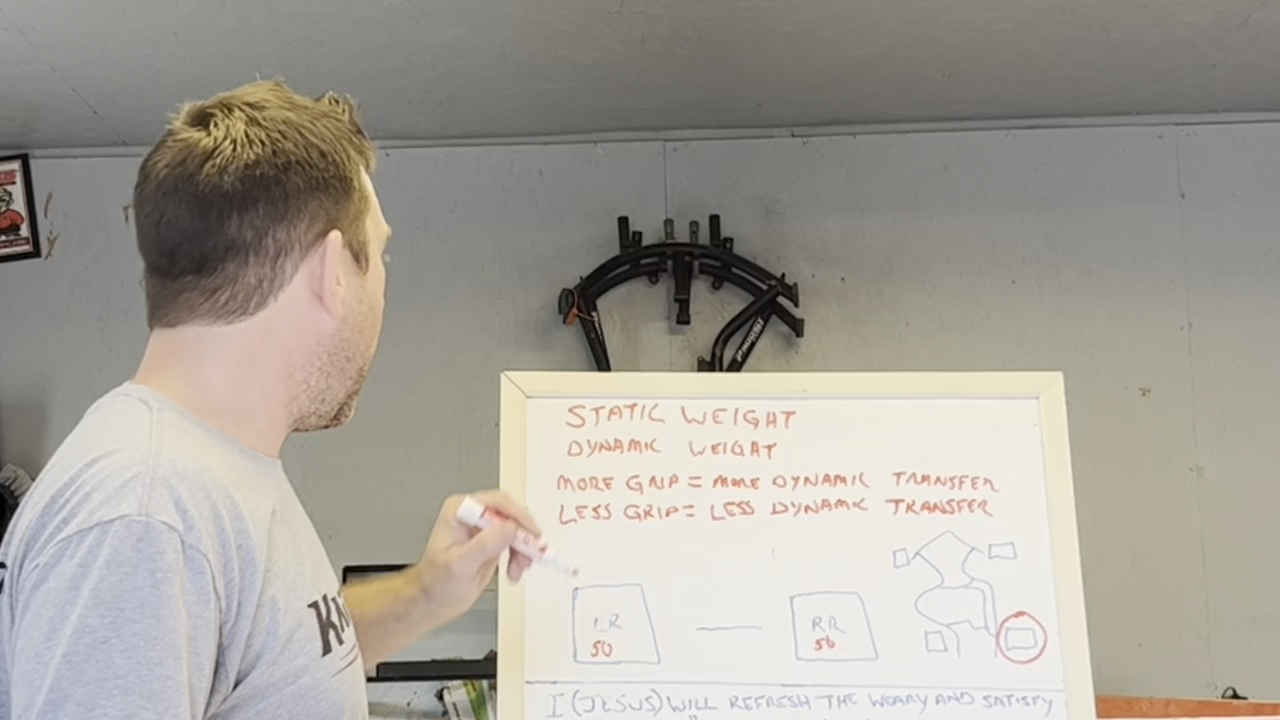 STATIC WEIGHT
DYNAMIC WEIGHT
MORE GRIP = MORE DYNAMIC TRANSFER
LESS GRIP = LESS DYNAMIC TRANSFER
LR RR
50 50
I (JESUS) WILL REFRESH THE WEARY AND SATISFY